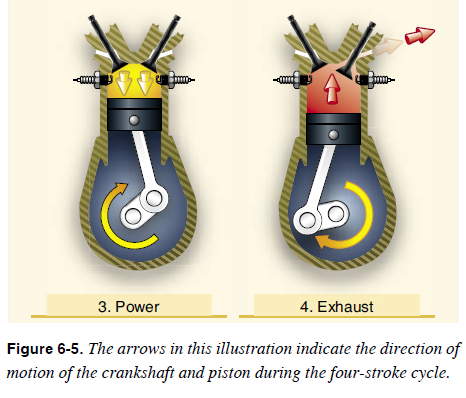 3. Power
4. Exhaust
Figure 6-5. The arrows in this illustration indicate the direction of
motion of the crankshaft and piston during the four-stroke cycle.